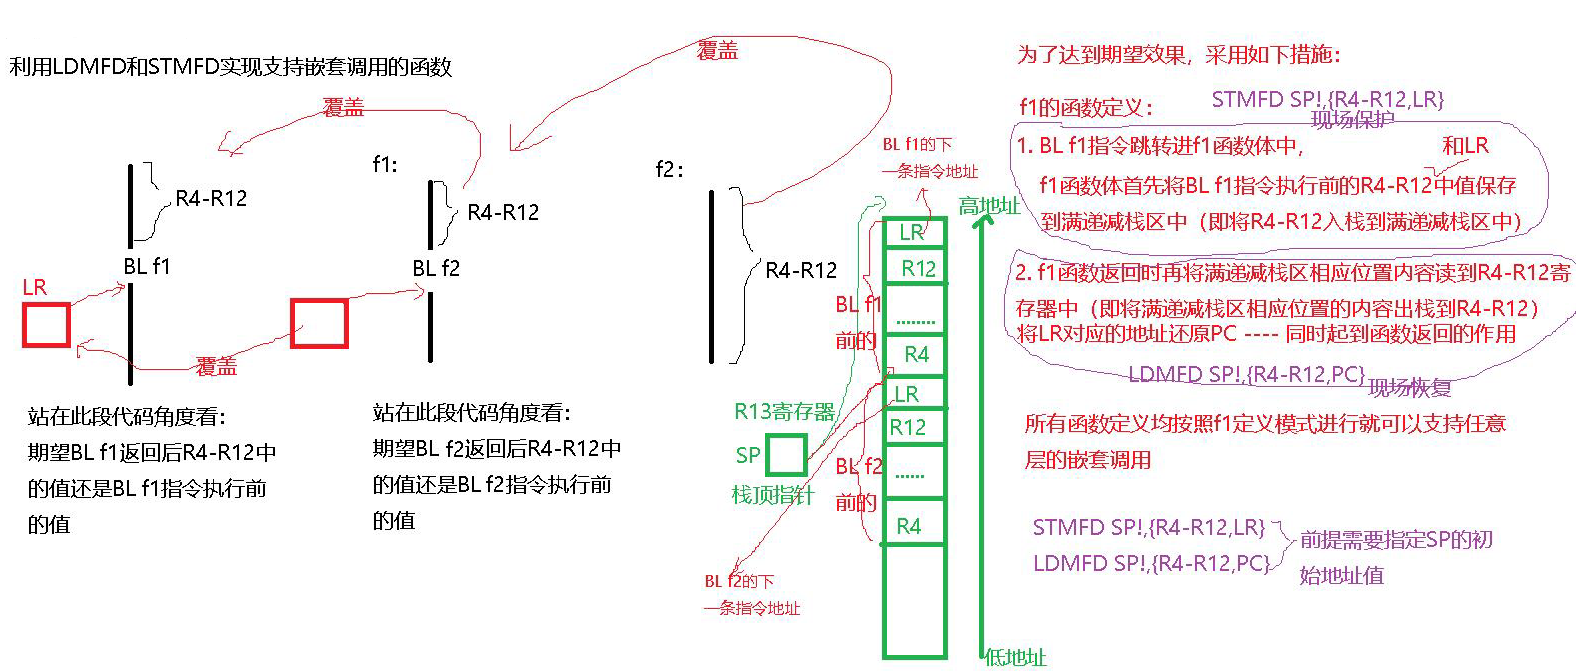 利用LDMFD和STMFD实现支持嵌套调用的函数
覆盖
R4-R12
BL f1
LR
覆盖
站在此段代码角度看：
期望BL f1返回后R4-R12中
的值还是BL f1指令执行前
的值
f1：
R4-R12
BL f2
站在此段代码角度看：
期望BL f2返回后R4-R12中
的值还是BL f2指令执行前
的值
覆盖
f2：
R4-R12
BL f1的下
一条指令地址
高地址
LR
R12
........
R4
LR
R12
......
R4
BL f1
前的
BL f2
前的
R13寄存器
SP
栈顶指针
BL f2的下
一条指令地址
低地址
为了达到期望效果，采用如下措施：
f1的函数定义：
STMFD SP!,{R4-R12,LR}
现场保护
1. BL f1指令跳转进f1函数体中，
和LR
f1函数体首先将BL f1指令执行前的R4-R12中值保存
到满递减栈区中（即将R4-R12入栈到满递减栈区中）
2. f1函数返回时再将满递减栈区相应位置内容读到R4-R12寄
存器中（即将满递减栈区相应位置的内容出栈到R4-R12）
将LR对应的地址还原PC ---- 同时起到函数返回的作用
LDMFD SP!,{R4-R12,PC}
现场恢复
所有函数定义均按照f1定义模式进行就可以支持任意
层的嵌套调用
STMFD SP!,{R4-R12,LR}
LDMFD SP!,{R4-R12,PC}
前提需要指定SP的初
始地址值